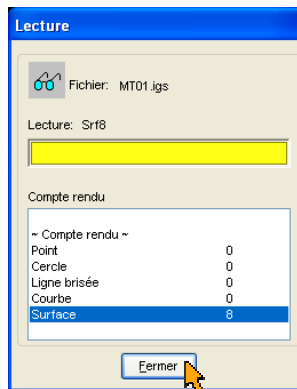 Lecture
Fichier: MT01.igs
Lecture: Srf8
Compte rendu
~ Compte rendu ~
Point 0
Cercle 0
Ligne brisée 0
Courbe 0
Surface 8
Fermer